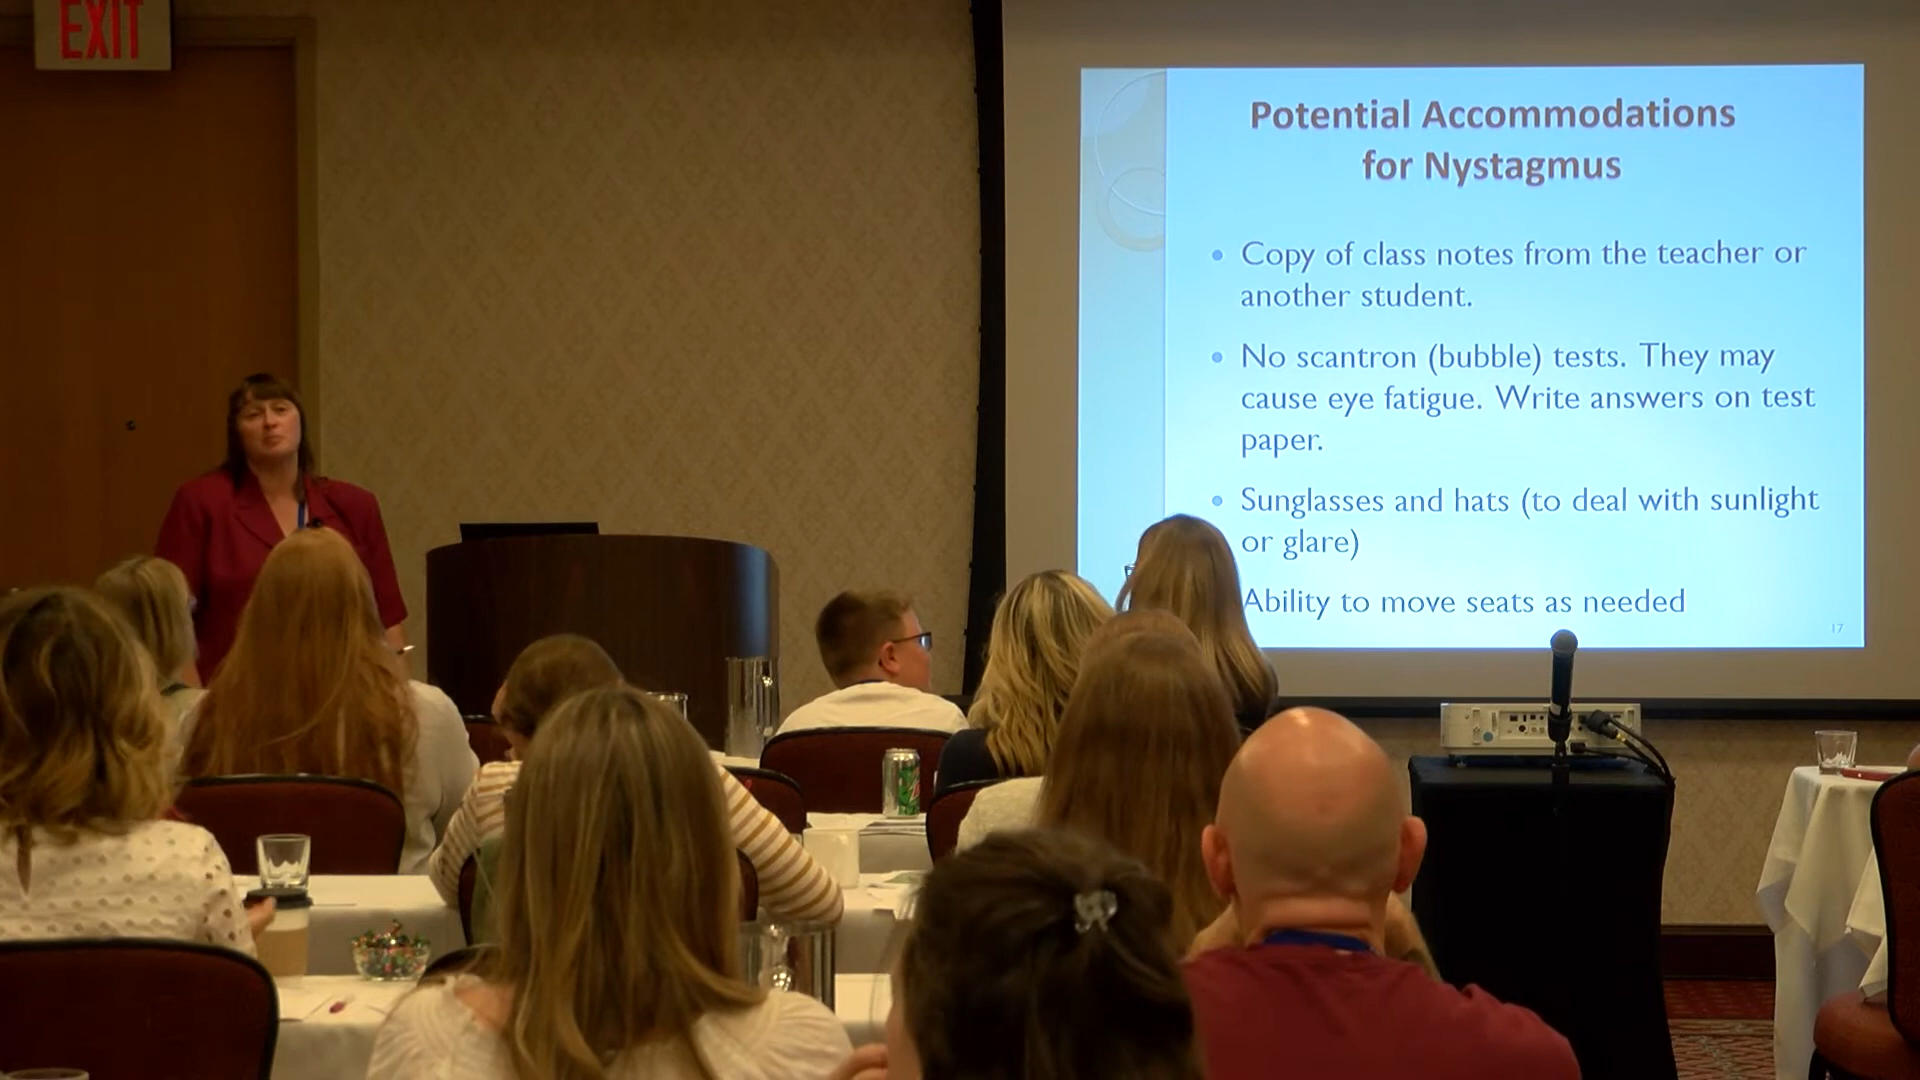 EXIT
Potential Accommodations
for Nystagmus
Copy of class notes from the teacher or
another student.
No scantron (bubble) tests. They may
cause eye fatigue. Write answers on test
paper.
Sunglasses and hats (to deal with sunlight
or glare)
Ability to move seats as needed
17